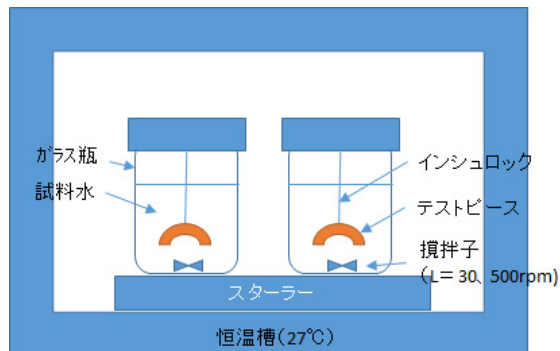 ガラス瓶
試料水
インシュロック
テストピース
撹拌子
（L＝30、500rpm)
スターラー
恒温槽(27℃)